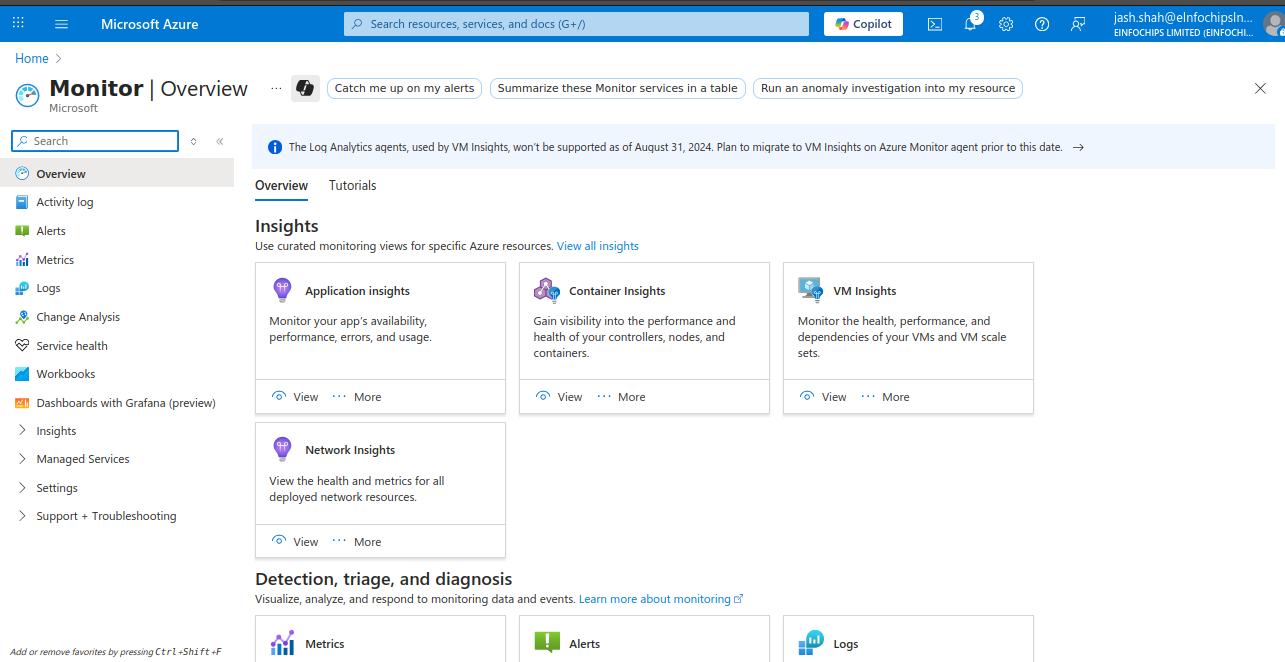 Microsoft Azure
Search resources, services, and docs (G+/)
Copilot
3
jash.shah@eInfochipsln...
EINFOCHIPS LIMITED (EINFOCHI...
Home
Monitor | Overview
Microsoft
Catch me up on my alerts
Summarize these Monitor services in a table
Run an anomaly investigation into my resource
Search
Overview
Activity log
Alerts
Metrics
Logs
Change Analysis
Service health
Workbooks
Dashboards with Grafana (preview)
Insights
Managed Services
Settings
Support + Troubleshooting
Add or remove favorites by pressing Ctrl+Shift+F
The Log Analytics agents, used by VM Insights, won't be supported as of August 31, 2024. Plan to migrate to VM Insights on Azure Monitor agent prior to this date.
Overview Tutorials
Insights
Use curated monitoring views for specific Azure resources. View all insights
Application insights
Monitor your app's availability,
performance, errors, and usage.
View ... More
Container Insights
Gain visibility into the performance and
health of your controllers, nodes, and
containers.
View ... More
VM Insights
Monitor the health, performance, and
dependencies of your VMs and VM scale
sets.
View ... More
Network Insights
View the health and metrics for all
deployed network resources.
View ... More
Detection, triage, and diagnosis
Visualize, analyze, and respond to monitoring data and events. Learn more about monitoring
Metrics
Alerts
Logs